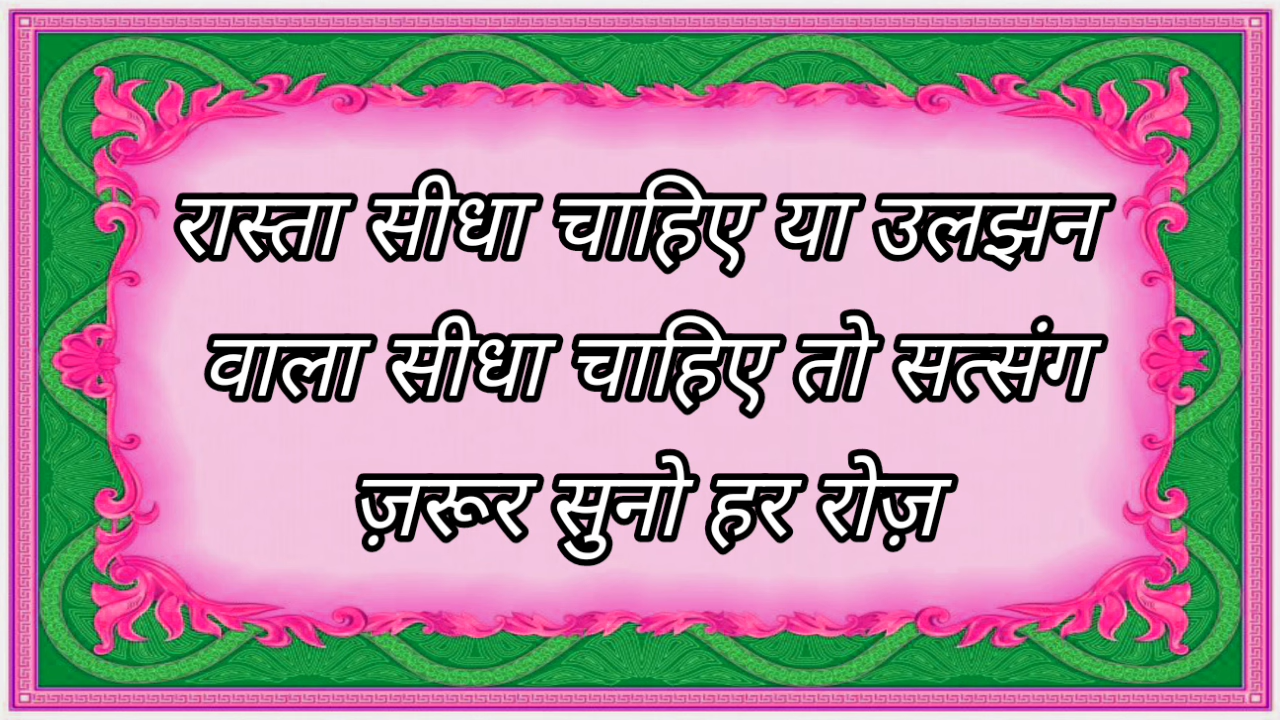 रास्ता सीधा चाहिए या उलझन
वाला सीधा चाहिए तो सत्संग
ज़रूर सुनो हर रोज़